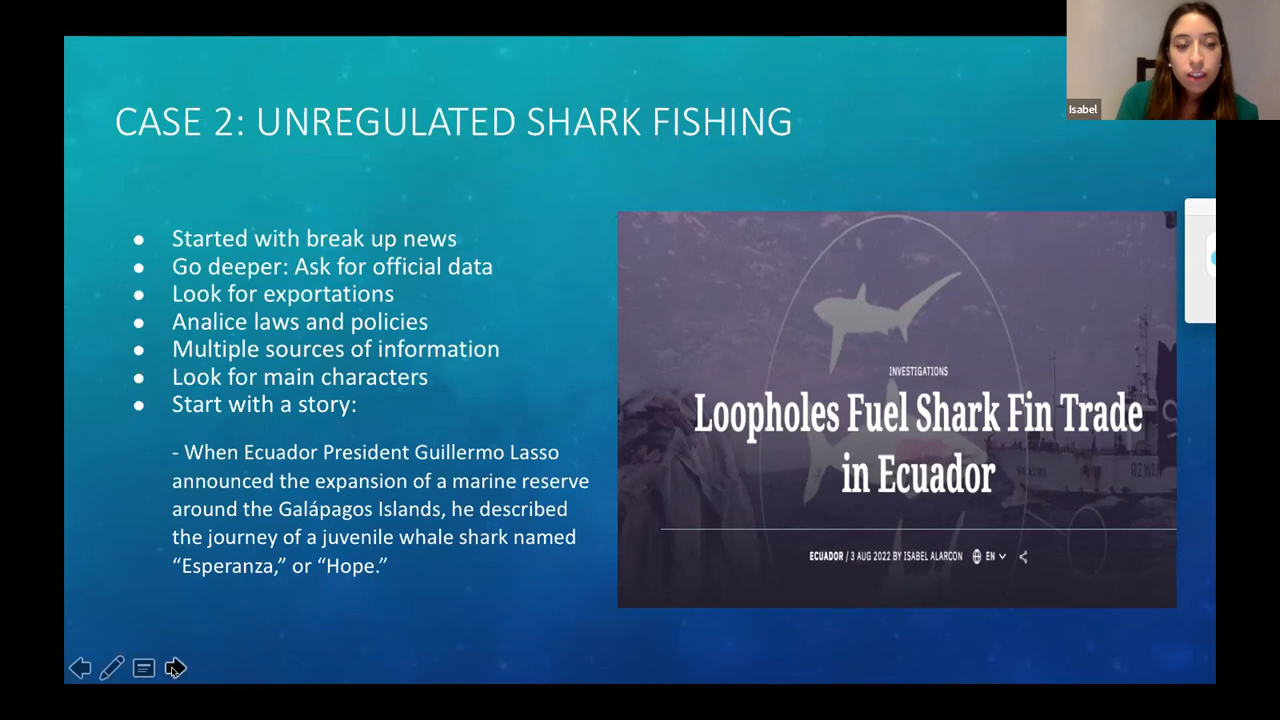 Isabel
CASE 2: UNREGULATED SHARK FISHING
● Started with break up news
● Go deeper: Ask for official data
● Look for exportations
● Analice laws and policies
● Multiple sources of information
● Look for main characters
● Start with a story:
- When Ecuador President Guillermo Lasso
announced the expansion of a marine reserve
around the Galápagos Islands, he described
the journey of a juvenile whale shark named
“Esperanza,” or “Hope.”
INVESTIGATIONS
Loopholes Fuel Shark Fin Trade
in Ecuador
ECUADOR / 3 AUG 2022 BY ISABEL ALARCÓN EN